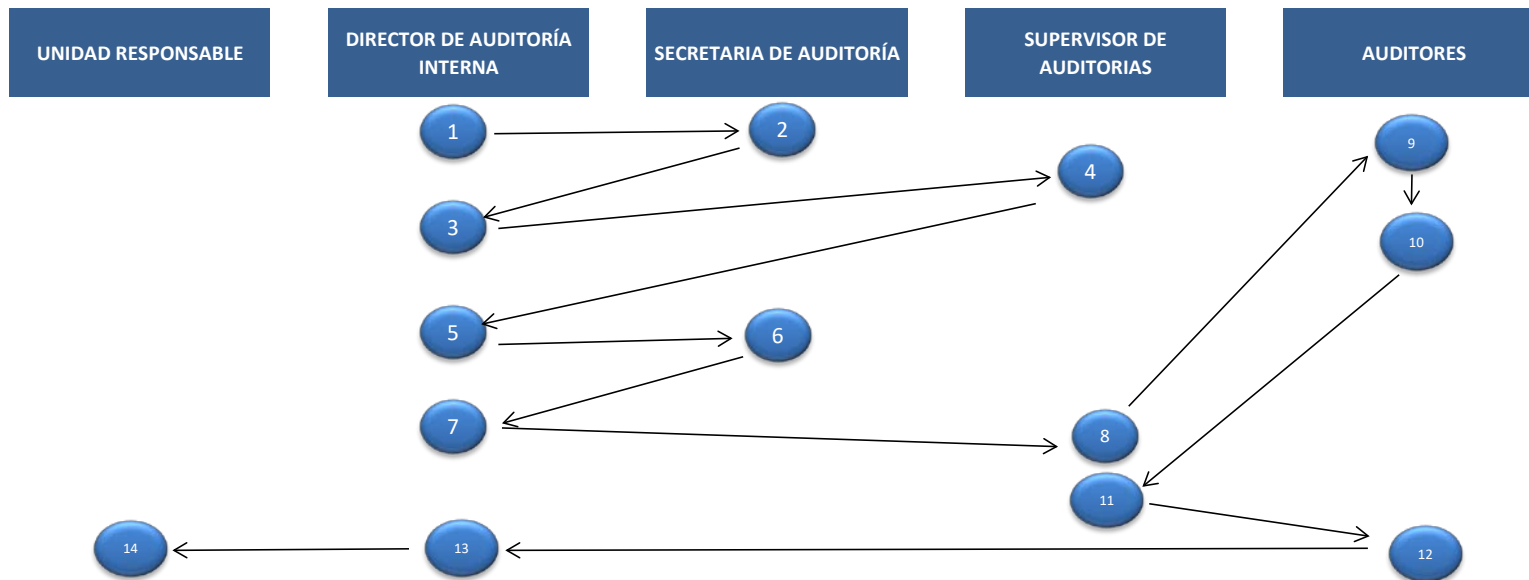 UNIDAD RESPONSABLE
DIRECTOR DE AUDITORÍA
INTERNA
SECRETARIA DE AUDITORÍA
SUPERVISOR DE
AUDITORIAS
AUDITORES
1
2
9
4
3
10
5
6
7
8
11
14
13
12